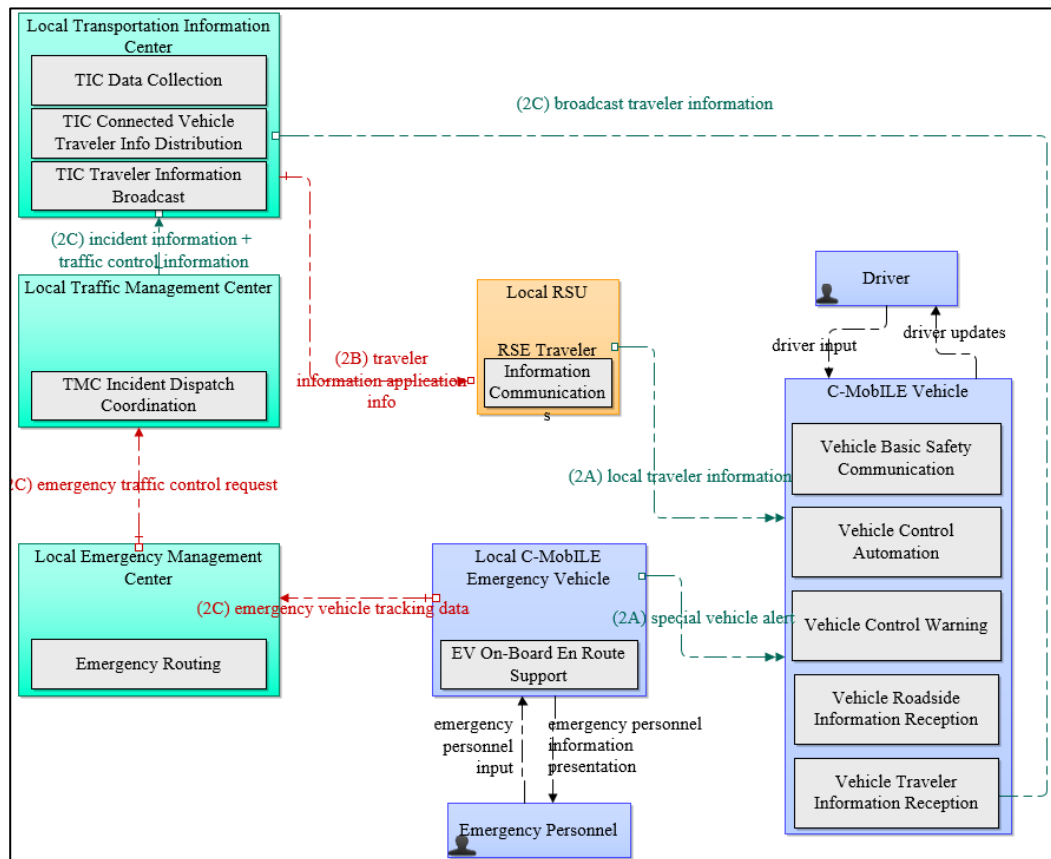 Local Transportation Information
Center
TIC Data Collection
TIC Connected Vehicle
Traveler Info Distribution
TIC Traveler Information
Broadcast
(2C) broadcast traveler information
(2C) incident information +
traffic control information
Local Traffic Management Center
TMC Incident Dispatch
Coordination
(2B) traveler
information application
info
Local RSU
RSE Traveler
Information
Communication
s
Driver
driver input
driver updates
C-MobILE Vehicle
Vehicle Basic Safety
Communication
(2A) local traveler information
Vehicle Control
Automation
Vehicle Control Warning
Vehicle Roadside
Information Reception
Vehicle Traveler
Information Reception
2C) emergency traffic control request
Local Emergency Management
Center
Emergency Routing
(2C) emergency vehicle tracking data
Local C-MobILE
Emergency Vehicle
(2A) special vehicle alert
EV On-Board En Route
Support
emergency
personnel
input
emergency personnel
information
presentation
Emergency Personnel